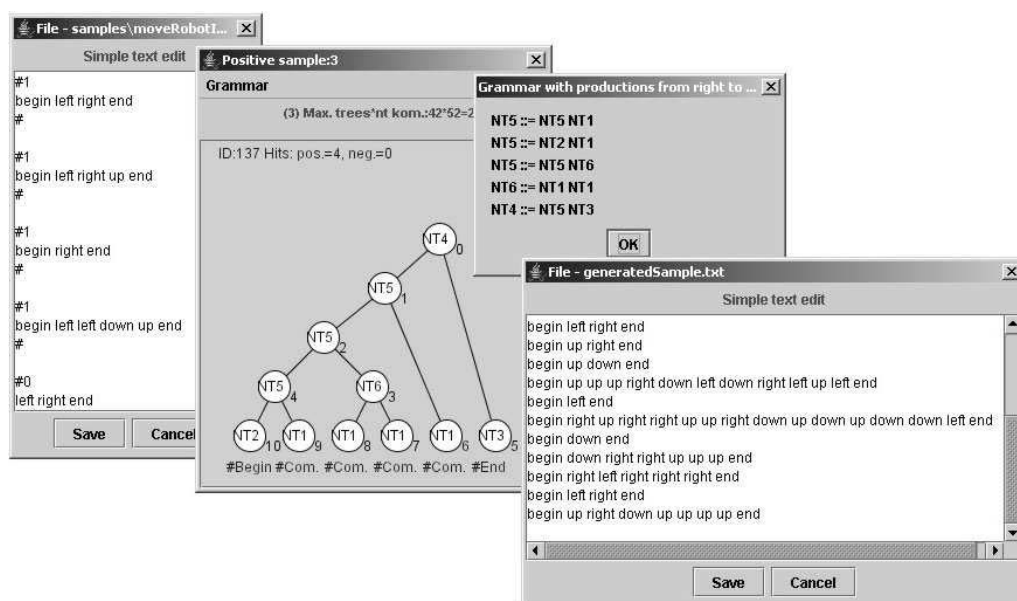 File - samples\moveRobotI...
Simple text edit
#1
begin left right end
#
#1
begin left right up end
#
#1
begin right end
#
#1
begin left left down up end
#
#0
left right end
Save
Cancel
Positive sample:3
Grammar
(3) Max. trees*nt kom.:42*52=2
ID:137 Hits: pos.=4, neg.=0
NT4 0
NT5 1
NT5 2
NT5 4
NT6 3
NT2 10 NT1 9 NT1 8 NT1 7 NT1 6 NT3 5
#Begin #Com. #Com. #Com. #Com. #End
Grammar with productions from right to ...
NT5 ::= NT5 NT1
NT5 ::= NT2 NT1
NT5 ::= NT5 NT6
NT6 ::= NT1 NT1
NT4 ::= NT5 NT3
OK
File - generatedSample.txt
Simple text edit
begin left right end
begin up right end
begin up down end
begin up up up right down left down right left up left end
begin left end
begin right up right right up up right down up down up down down left end
begin down end
begin down right right up up up end
begin right left right right right end
begin left right end
begin up right down up up up up end
Save
Cancel